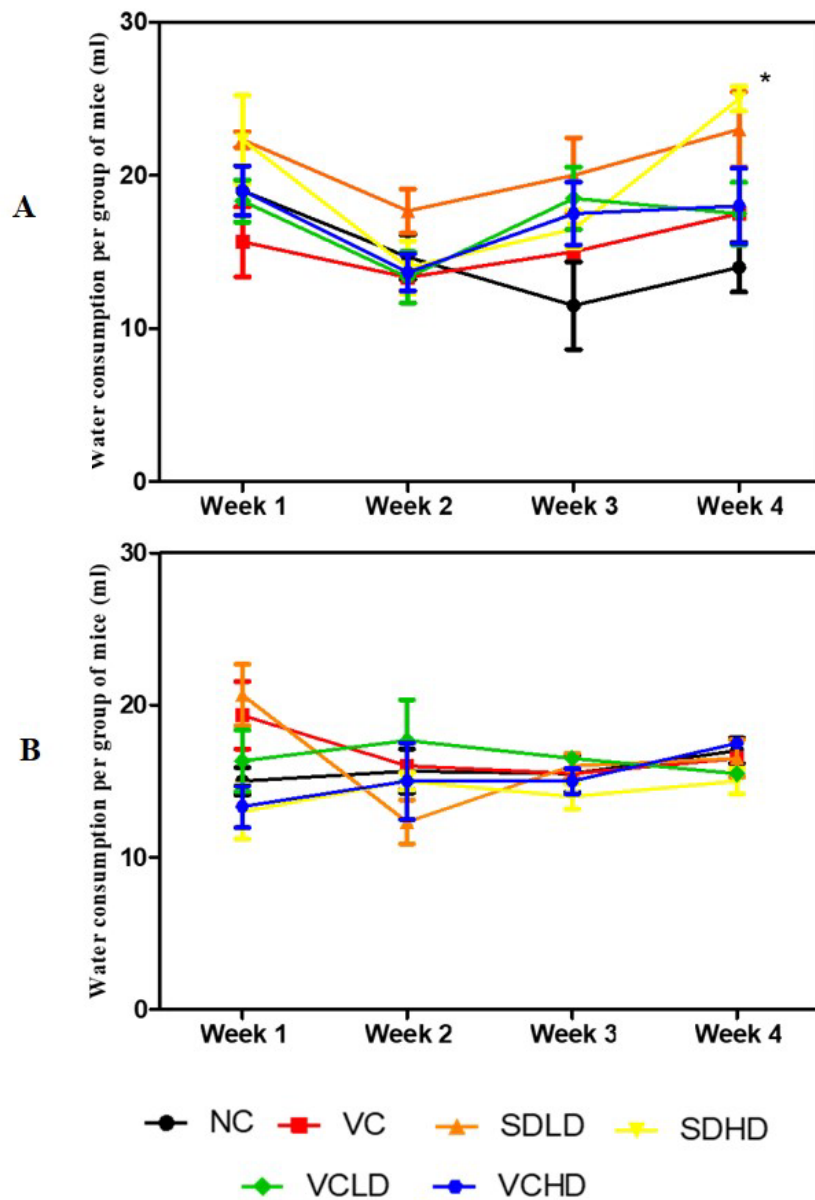 A
Water consumption per group of mice (ml)
30
20
10
0
*
Week 1 Week 2 Week 3 Week 4
B
Water consumption per group of mice (ml)
30
20
10
0
Week 1 Week 2 Week 3 Week 4
NC VC SDLD SDHD
VCLD VCHD